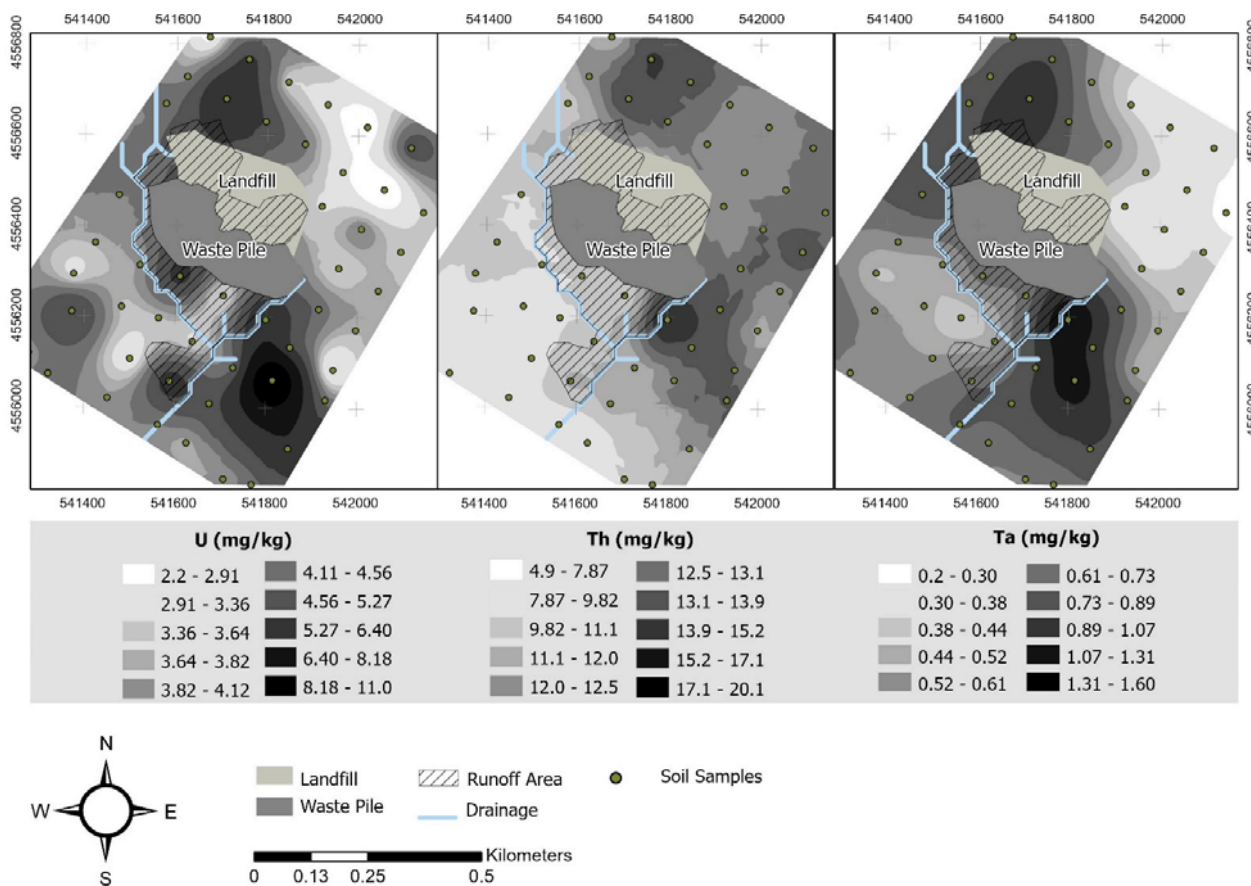 541400 541600 541800 542000 541400 541600 541800 542000 541400 541600 541800 542000
4556800 4556800
4556600 4556600
4556400 4556400
4556200 4556200
4556000 4556000
Landfill Landfill Landfill
Waste Pile Waste Pile Waste Pile
541400 541600 541800 542000 541400 541600 541800 542000 541400 541600 541800 542000
U (mg/kg)
2.2 - 2.91 4.11 - 4.56
2.91 - 3.36 4.56 - 5.27
3.36 - 3.64 5.27 - 6.40
3.64 - 3.82 6.40 - 8.18
3.82 - 4.12 8.18 - 11.0
Th (mg/kg)
4.9 - 7.87 12.5 - 13.1
7.87 - 9.82 13.1 - 13.9
9.82 - 11.1 13.9 - 15.2
11.1 - 12.0 15.2 - 17.1
12.0 - 12.5 17.1 - 20.1
Ta (mg/kg)
0.2 - 0.30 0.61 - 0.73
0.30 - 0.38 0.73 - 0.89
0.38 - 0.44 0.89 - 1.07
0.44 - 0.52 1.07 - 1.31
0.52 - 0.61 1.31 - 1.60
N
W E
S
Landfill Runoff Area Soil Samples
Waste Pile Drainage
Kilometers
0 0.13 0.25 0.5